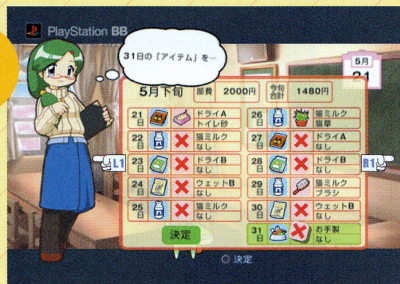 PlayStation BB
31日の「アイテム」を…
5月
21
5月下旬 部費 2000円 今旬合計 1480円
21日 ドライA トイレ砂
22日 猫ミルク なし
23日 ドライB なし
24日 ウェットB なし
25日 猫ミルク なし
26日 猫ミルク 猫草
27日 ドライA なし
28日 ドライB なし
29日 猫ミルク ブラシ
30日 ウェットB なし
31日 お手製 なし
L1
R1
決定
○ 決定